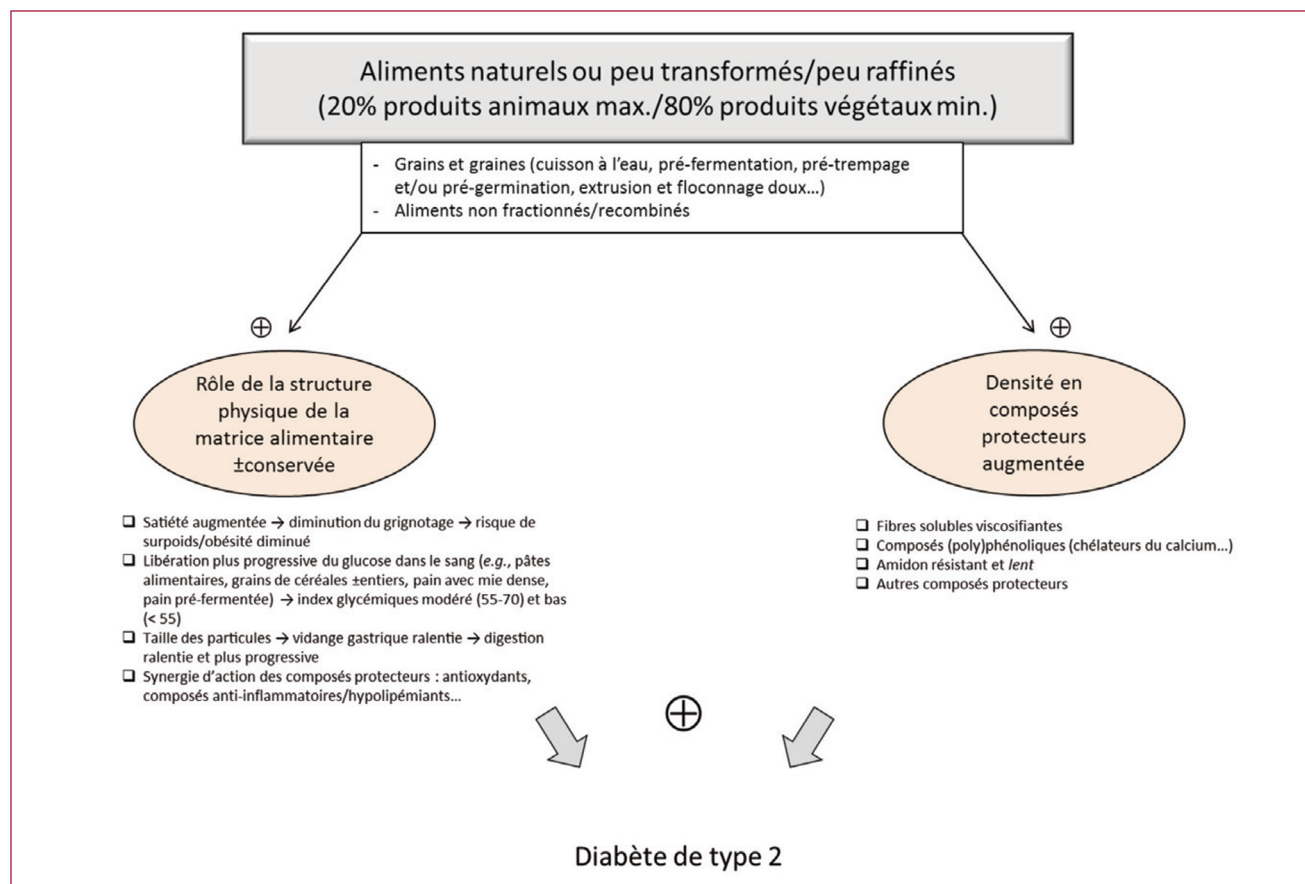 Aliments naturels ou peu transformés/peu raffinés
(20% produits animaux max./80% produits végétaux min.)
- Grains et graines (cuisson à l'eau, pré-fermentation, pré-trempage
et/ou pré-germination, extrusion et floconnage doux...)
- Aliments non fractionnés/recombinés
⊕
⊕
Rôle de la structure
physique de la
matrice alimentaire
±conservée
Densité en
composés
protecteurs
augmentée
❑ Satiété augmentée → diminution du grignotage → risque de
surpoids/obésité diminué
❑ Libération plus progressive du glucose dans le sang (e.g., pâtes
alimentaires, grains de céréales ±entiers, pain avec mie dense,
pain pré-fermentée) → index glycémiques modéré (55-70) et bas
(< 55)
❑ Taille des particules → vidange gastrique ralentie → digestion
ralentie et plus progressive
❑ Synergie d'action des composés protecteurs : antioxydants,
composés anti-inflammatoires/hypolipémiants...
❑ Fibres solubles viscosifiantes
❑ Composés (poly)phénoliques (chélateurs du calcium...)
❑ Amidon résistant et lent
❑ Autres composés protecteurs
⊕
Diabète de type 2